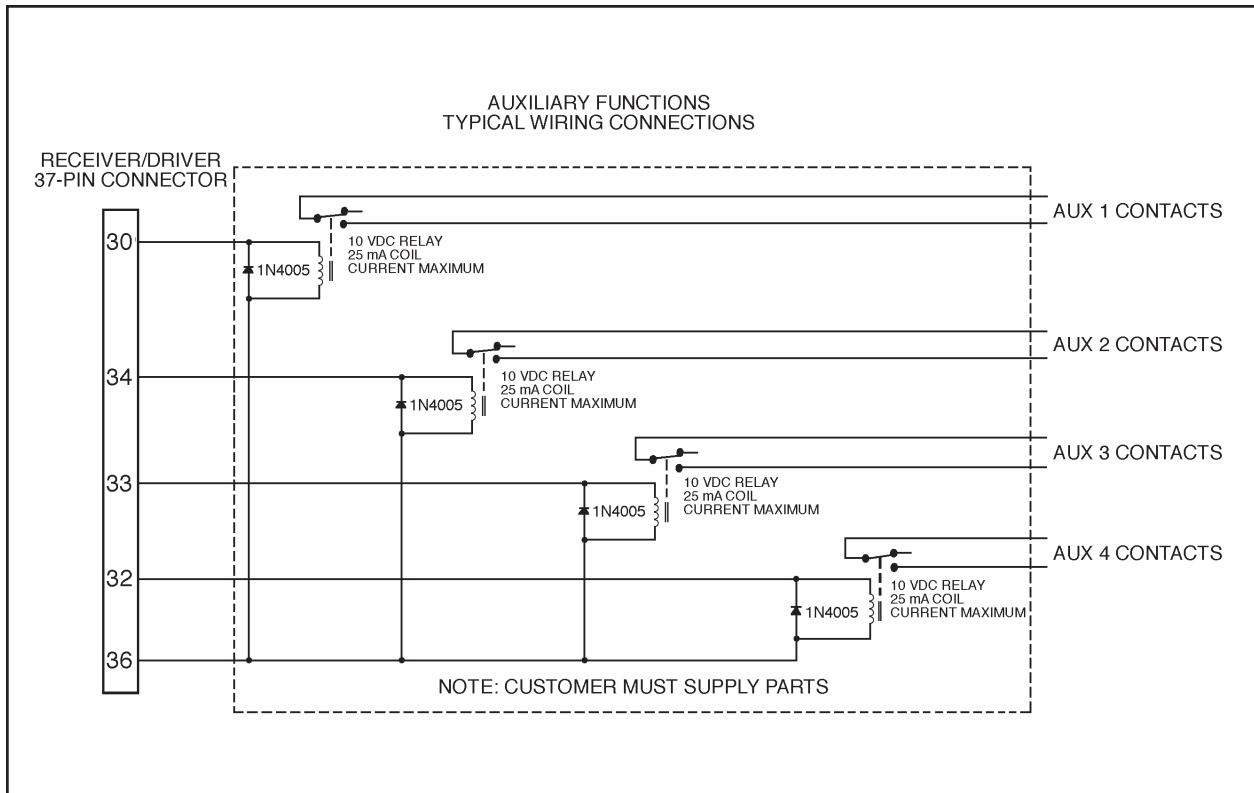 AUXILIARY FUNCTIONS
TYPICAL WIRING CONNECTIONS
RECEIVER/DRIVER
37-PIN CONNECTOR
AUX 1 CONTACTS
30
1N4005
10 VDC RELAY
25 mA COIL
CURRENT MAXIMUM
AUX 2 CONTACTS
34
1N4005
10 VDC RELAY
25 mA COIL
CURRENT MAXIMUM
AUX 3 CONTACTS
33
1N4005
10 VDC RELAY
25 mA COIL
CURRENT MAXIMUM
AUX 4 CONTACTS
32
1N4005
10 VDC RELAY
25 mA COIL
CURRENT MAXIMUM
36
NOTE: CUSTOMER MUST SUPPLY PARTS